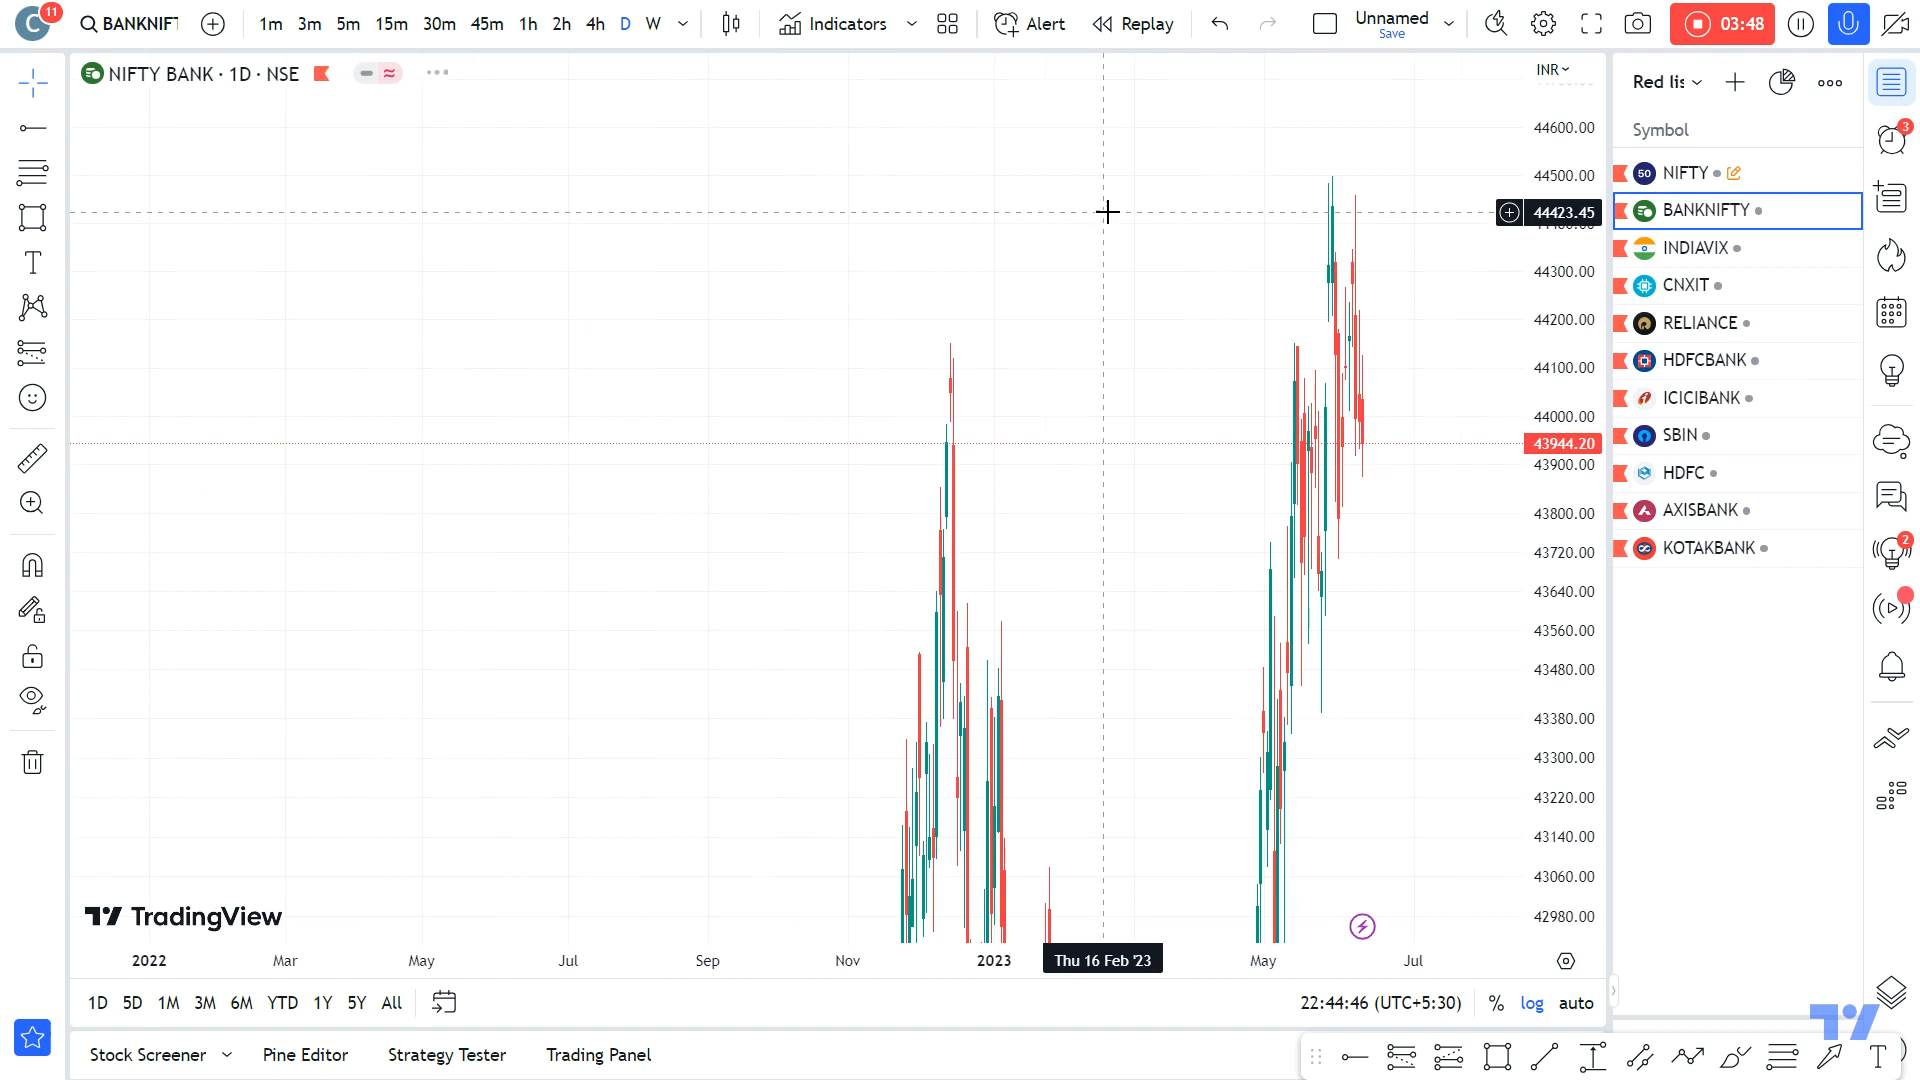 C 11 BANKNIFT 1m 3m 5m 15m 30m 45m 1h 2h 4h D W Indicators Alert Replay Unnamed 03:48
Save
NIFTY BANK · 1D · NSE
INR
44600.00
44500.00
44423.45
44300.00
44200.00
44100.00
44000.00
43944.20
43900.00
43800.00
43720.00
43640.00
43560.00
43480.00
43380.00
43300.00
43220.00
43140.00
43060.00
42980.00
TradingView
2022 Mar May Jul Sep Nov 2023 Thu 16 Feb '23 May Jul
1D 5D 1M 3M 6M YTD 1Y 5Y All 22:44:46 (UTC+5:30) % log auto
Stock Screener Pine Editor Strategy Tester Trading Panel
Red lis
Symbol
50 NIFTY
BANKNIFTY
INDIAVIX
CNXIT
RELIANCE
HDFCBANK
ICICIBANK
SBIN
HDFC
AXISBANK
KOTAKBANK
3
2